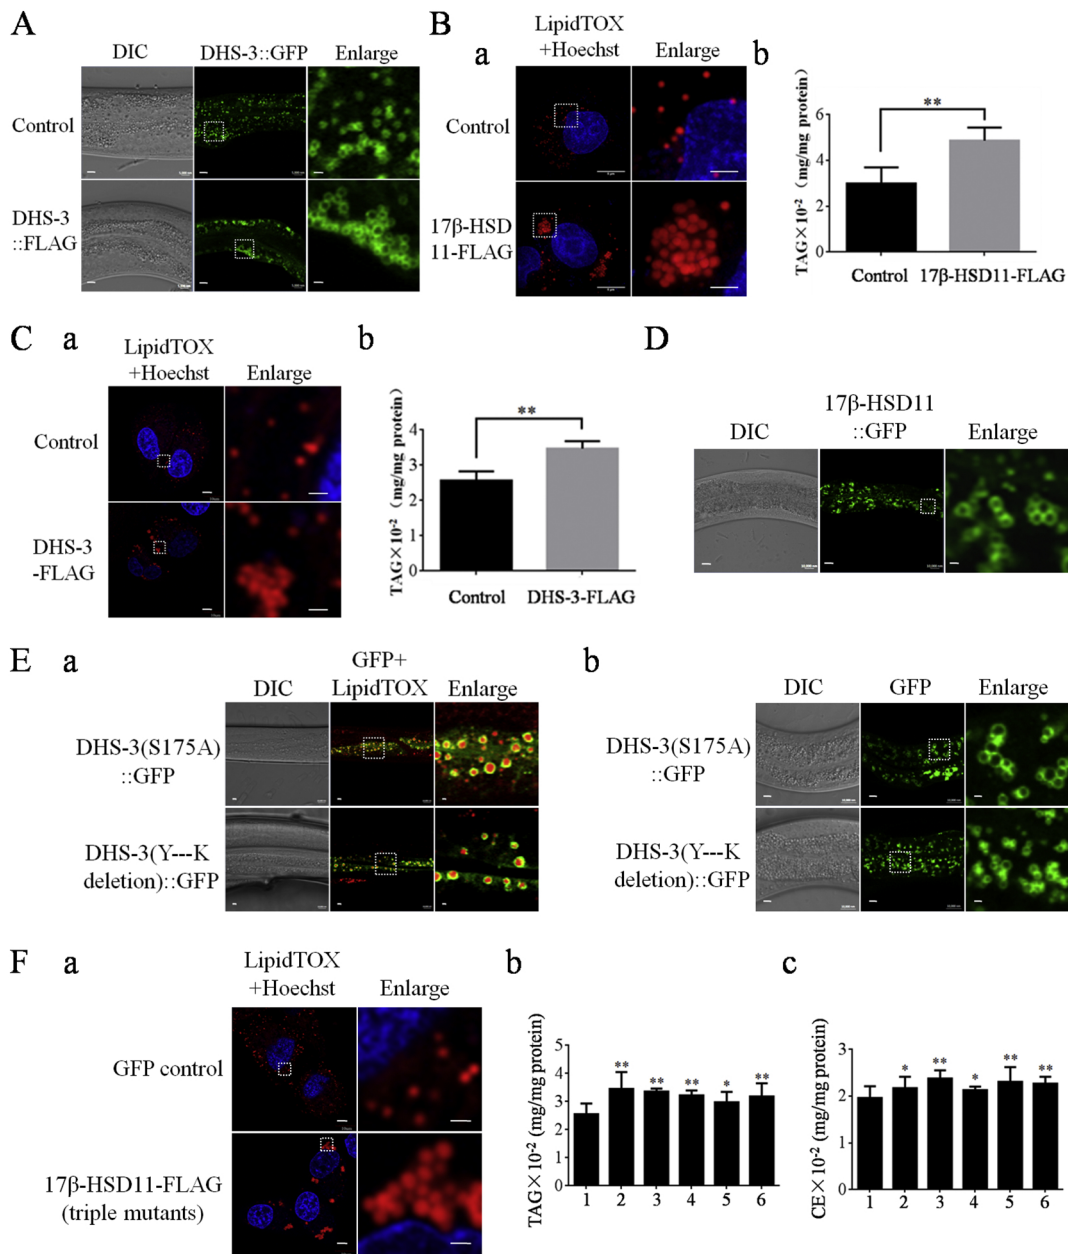 A
DIC
DHS-3::GFP
Enlarge
Control
DHS-3
::FLAG
B
a
LipidTOX
+Hoechst
Enlarge
Control
17β-HSD
11-FLAG
b
**
TAG×10-2 (mg/mg protein)
6
4
2
0
Control
17β-HSD11-FLAG
C
a
LipidTOX
+Hoechst
Enlarge
Control
DHS-3
-FLAG
b
**
TAG×10-2 (mg/mg protein)
4
3
2
1
0
Control
DHS-3-FLAG
D
DIC
17β-HSD11
::GFP
Enlarge
E
a
DIC
GFP+
LipidTOX
Enlarge
DHS-3(S175A)
::GFP
DHS-3(Y---K
deletion)::GFP
b
DIC
GFP
Enlarge
DHS-3(S175A)
::GFP
DHS-3(Y---K
deletion)::GFP
F
a
LipidTOX
+Hoechst
Enlarge
GFP control
17β-HSD11-FLAG
(triple mutants)
b
TAG×10-2 (mg/mg protein)
5
4
3
2
1
0
** ** ** * **
1 2 3 4 5 6
c
CE×10-2 (mg/mg protein)
3
2
1
0
* ** * ** **
1 2 3 4 5 6